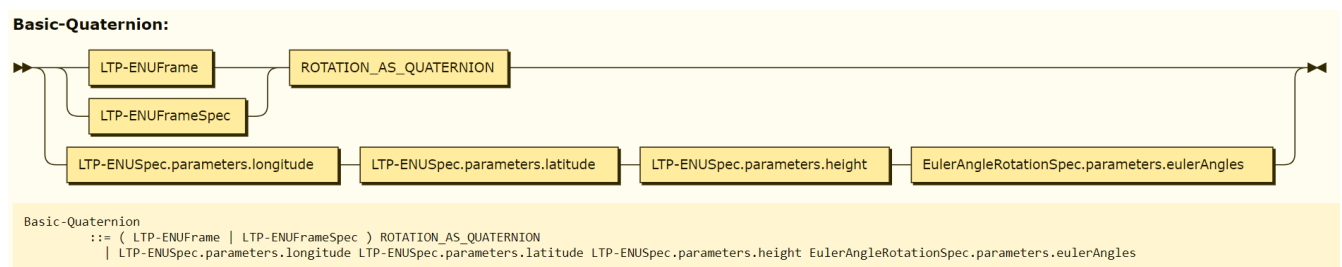 Basic-Quaternion:
LTP-ENUFrame ROTATION_AS_QUATERNION
LTP-ENUFrameSpec
LTP-ENUSpec.parameters.longitude LTP-ENUSpec.parameters.latitude LTP-ENUSpec.parameters.height EulerAngleRotationSpec.parameters.eulerAngles
Basic-Quaternion
::= ( LTP-ENUFrame | LTP-ENUFrameSpec ) ROTATION_AS_QUATERNION
| LTP-ENUSpec.parameters.longitude LTP-ENUSpec.parameters.latitude LTP-ENUSpec.parameters.height EulerAngleRotationSpec.parameters.eulerAngles